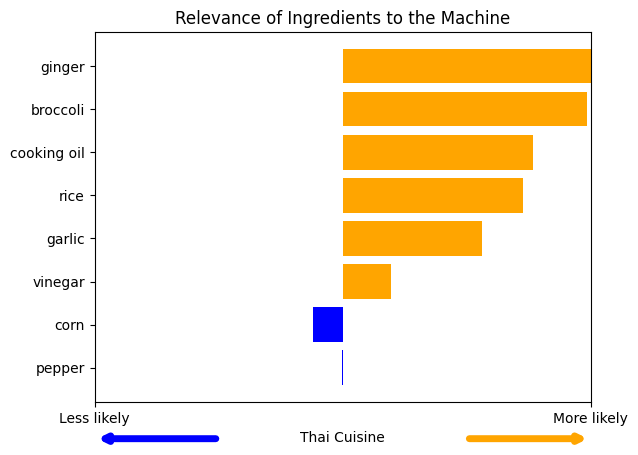 Relevance of Ingredients to the Machine
ginger
broccoli
cooking oil
rice
garlic
vinegar
corn
pepper
Less likely
More likely
Thai Cuisine